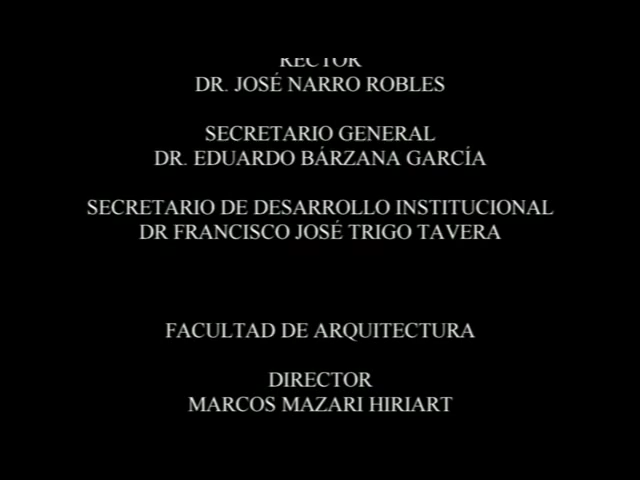 RECTOR
DR. JOSÉ NARRO ROBLES
SECRETARIO GENERAL
DR. EDUARDO BÁRZANA GARCÍA
SECRETARIO DE DESARROLLO INSTITUCIONAL
DR FRANCISCO JOSÉ TRIGO TAVERA
FACULTAD DE ARQUITECTURA
DIRECTOR
MARCOS MAZARI HIRIART